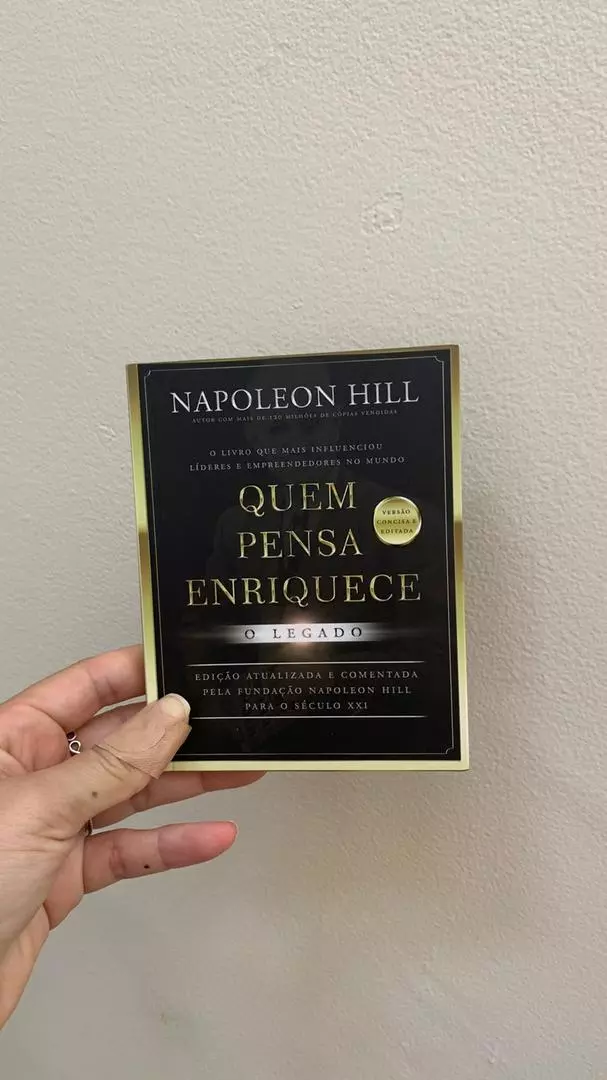 NAPOLEON HILL
AUTOR COM MAIS DE 120 MILHÕES DE CÓPIAS VENDIDAS
O LIVRO QUE MAIS INFLUENCIOU
LÍDERES E EMPREENDEDORES NO MUNDO
QUEM
PENSA
ENRIQUECE
VERSÃO
CONCISA E
EDITADA
O LEGADO
EDIÇÃO ATUALIZADA E COMENTADA
PELA FUNDAÇÃO NAPOLEON HILL
PARA O SÉCULO XXI